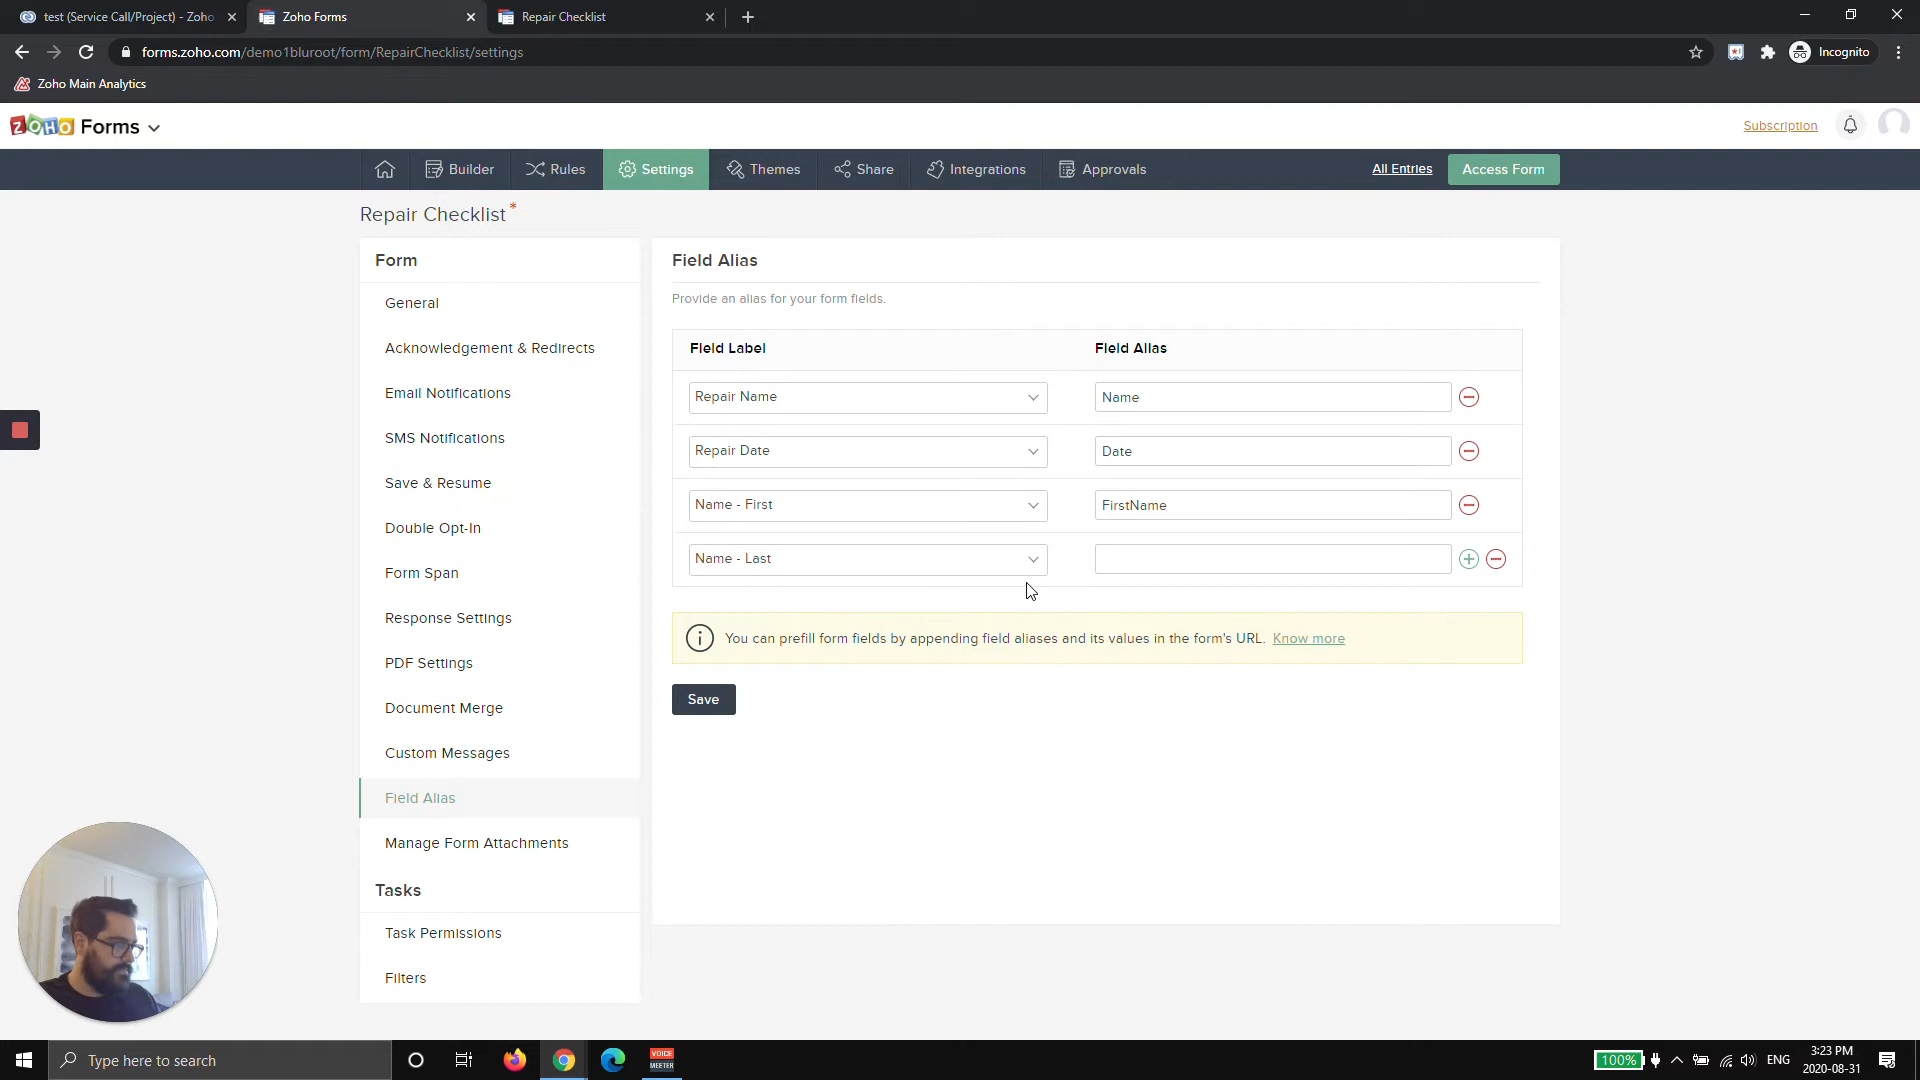 test (Service Call/Project) - Zoho
Zoho Forms
Repair Checklist
forms.zoho.com/demo1bluroot/form/RepairChecklist/settings
Incognito
Zoho Main Analytics
ZOHO Forms
Subscription
Builder
Rules
Settings
Themes
Share
Integrations
Approvals
All Entries
Access Form
Repair Checklist *
Form
General
Acknowledgement & Redirects
Email Notifications
SMS Notifications
Save & Resume
Double Opt-In
Form Span
Response Settings
PDF Settings
Document Merge
Custom Messages
Field Alias
Manage Form Attachments
Tasks
Task Permissions
Filters
Field Alias
Provide an alias for your form fields.
Field Label
Field Alias
Repair Name
Name
Repair Date
Date
Name - First
FirstName
Name - Last
You can prefill form fields by appending field aliases and its values in the form's URL. Know more
Save
Type here to search
VOICE
MEETER
100%
ENG
3:23 PM
2020-08-31